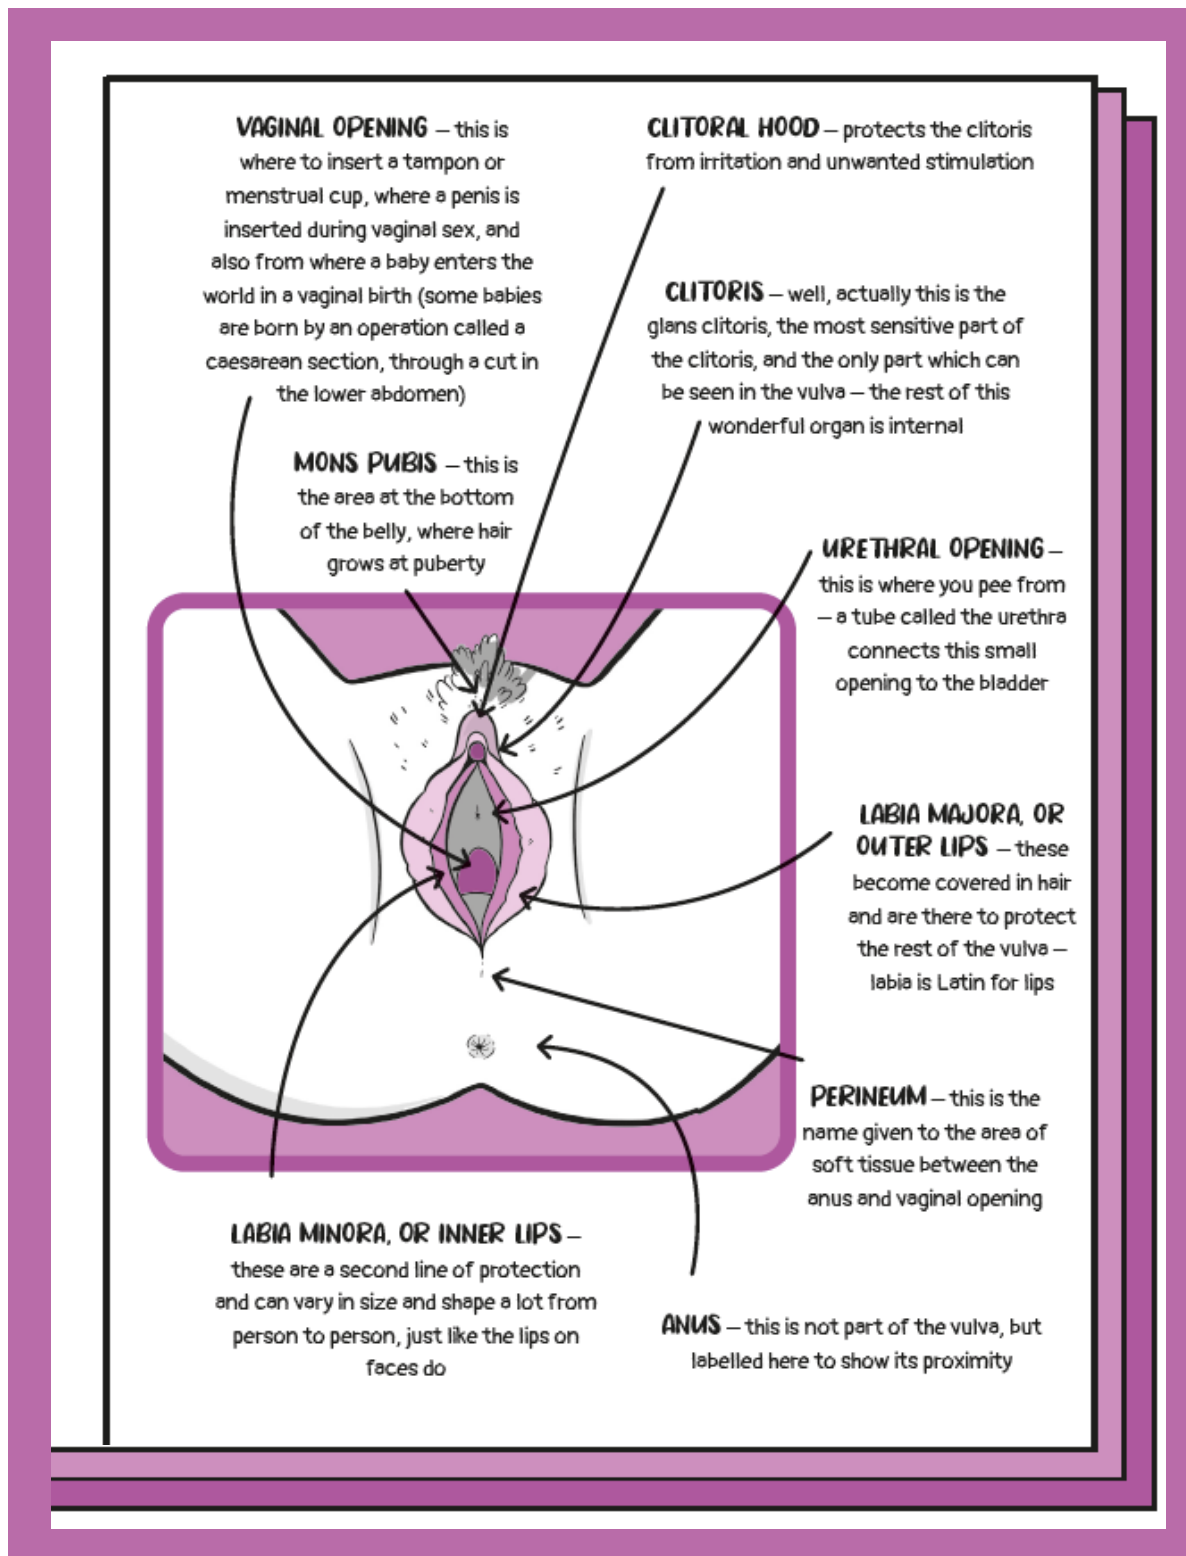 VAGINAL OPENING – this is
where to insert a tampon or
menstrual cup, where a penis is
inserted during vaginal sex, and
also from where a baby enters the
world in a vaginal birth (some babies
are born by an operation called a
caesarean section, through a cut in
the lower abdomen)
CLITORAL HOOD – protects the clitoris
from irritation and unwanted stimulation
CLITORIS – well, actually this is the
glans clitoris, the most sensitive part of
the clitoris, and the only part which can
be seen in the vulva – the rest of this
wonderful organ is internal
MONS PUBIS – this is
the area at the bottom
of the belly, where hair
grows at puberty
URETHRAL OPENING –
this is where you pee from
– a tube called the urethra
connects this small
opening to the bladder
LABIA MAJORA, OR
OUTER LIPS – these
become covered in hair
and are there to protect
the rest of the vulva –
labia is Latin for lips
PERINEUM – this is the
name given to the area of
soft tissue between the
anus and vaginal opening
LABIA MINORA, OR INNER LIPS –
these are a second line of protection
and can vary in size and shape a lot from
person to person, just like the lips on
faces do
ANUS – this is not part of the vulva, but
labelled here to show its proximity